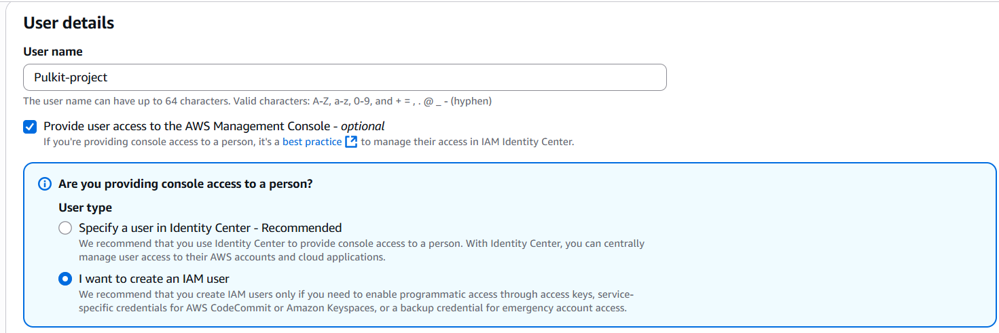 User details
User name
Pulkit-project
The user name can have up to 64 characters. Valid characters: A-Z, a-z, 0-9, and + = , . @ _ - (hyphen)
Provide user access to the AWS Management Console - optional
If you're providing console access to a person, it's a best practice to manage their access in IAM Identity Center.
Are you providing console access to a person?
User type
Specify a user in Identity Center - Recommended
We recommend that you use Identity Center to provide console access to a person. With Identity Center, you can centrally
manage user access to their AWS accounts and cloud applications.
I want to create an IAM user
We recommend that you create IAM users only if you need to enable programmatic access through access keys, service-
specific credentials for AWS CodeCommit or Amazon Keyspaces, or a backup credential for emergency account access.